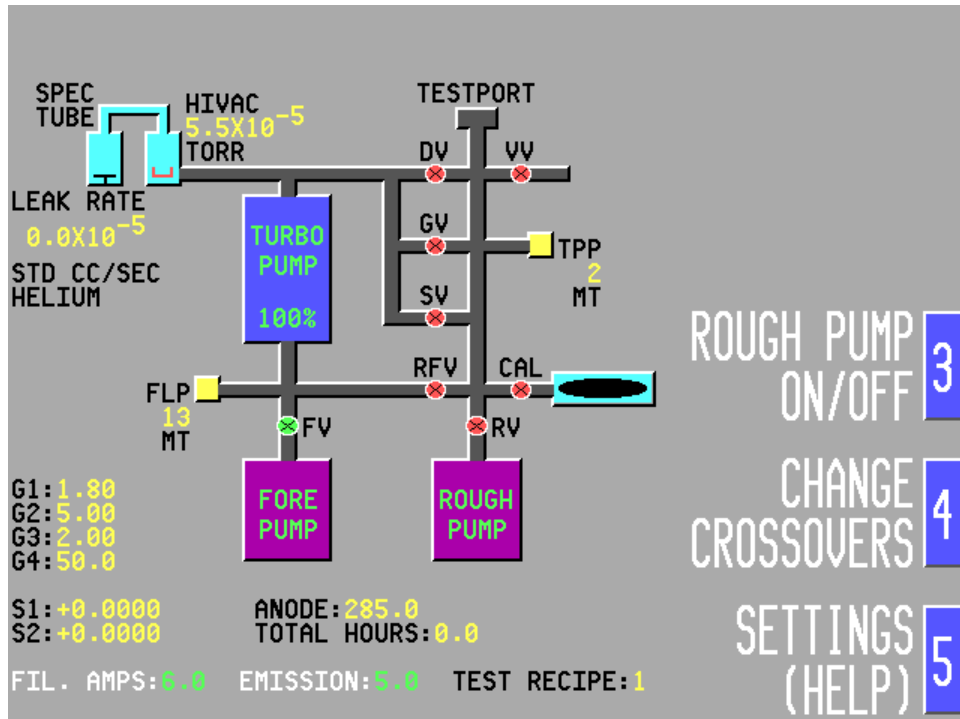 SPEC
TUBE
HIVAC
5.5X10-5
TORR
TESTPORT
DV
VV
LEAK RATE
0.0X10-5
STD CC/SEC
HELIUM
TURBO
PUMP
100%
GV
TPP
2
MT
SV
RFV
CAL
FLP
13
MT
FV
RV
FORE
PUMP
ROUGH
PUMP
ROUGH PUMP
ON/OFF
3
CHANGE
CROSSOVERS
4
SETTINGS
(HELP)
5
G1:1.80
G2:5.00
G3:2.00
G4:50.0
S1:+0.0000
S2:+0.0000
ANODE:285.0
TOTAL HOURS:0.0
FIL. AMPS:6.0
EMISSION:5.0
TEST RECIPE:1